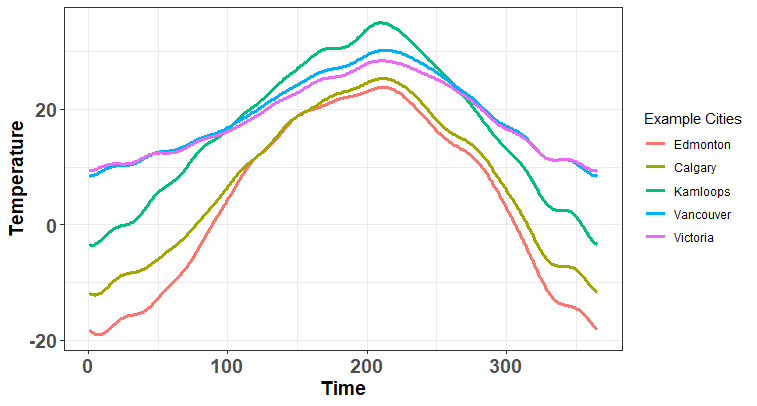 Temperature
20
0
-20
0
100
200
300
Time
Example Cities
Edmonton
Calgary
Kamloops
Vancouver
Victoria